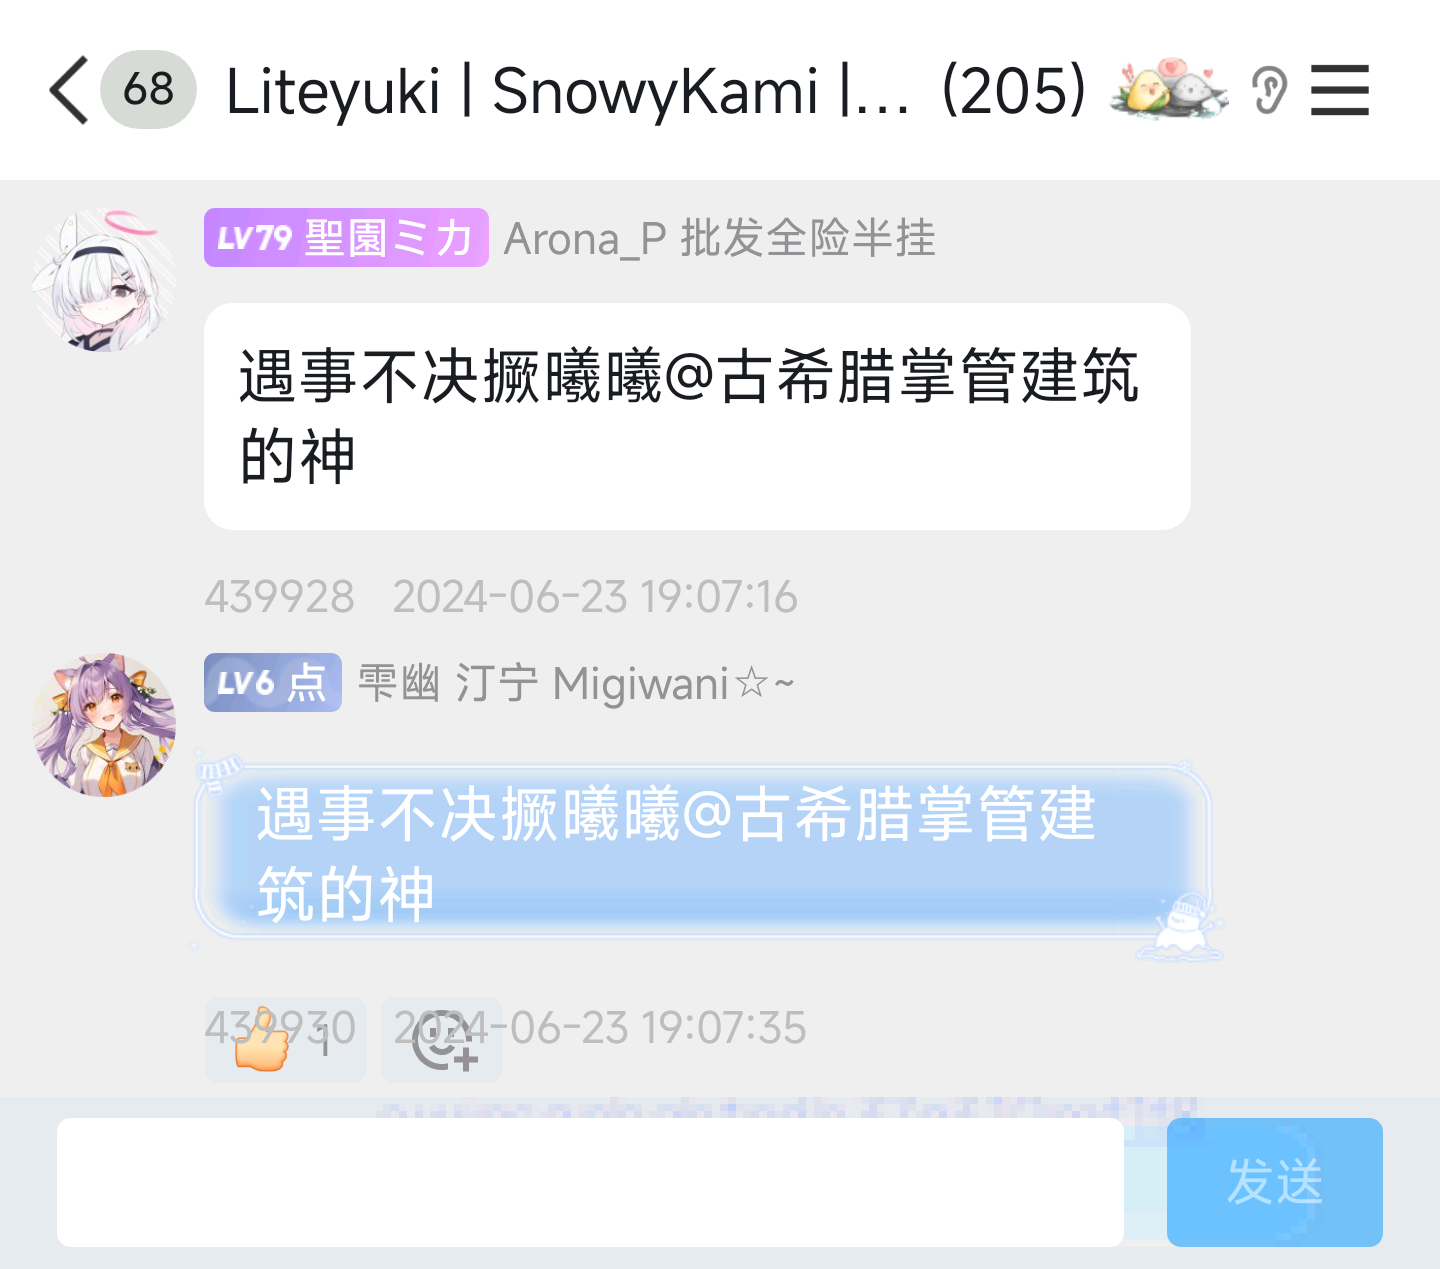 68 Liteyuki | SnowyKami |... (205)
LV79 聖園ミカ Arona_P 批发全险半挂
遇事不决撅曦曦@古希腊掌管建筑
的神
439928 2024-06-23 19:07:16
LV6 点 雫幽 汀宁 Migiwani☆~
遇事不决撅曦曦@古希腊掌管建
筑的神
439930 2024-06-23 19:07:35
1
发送